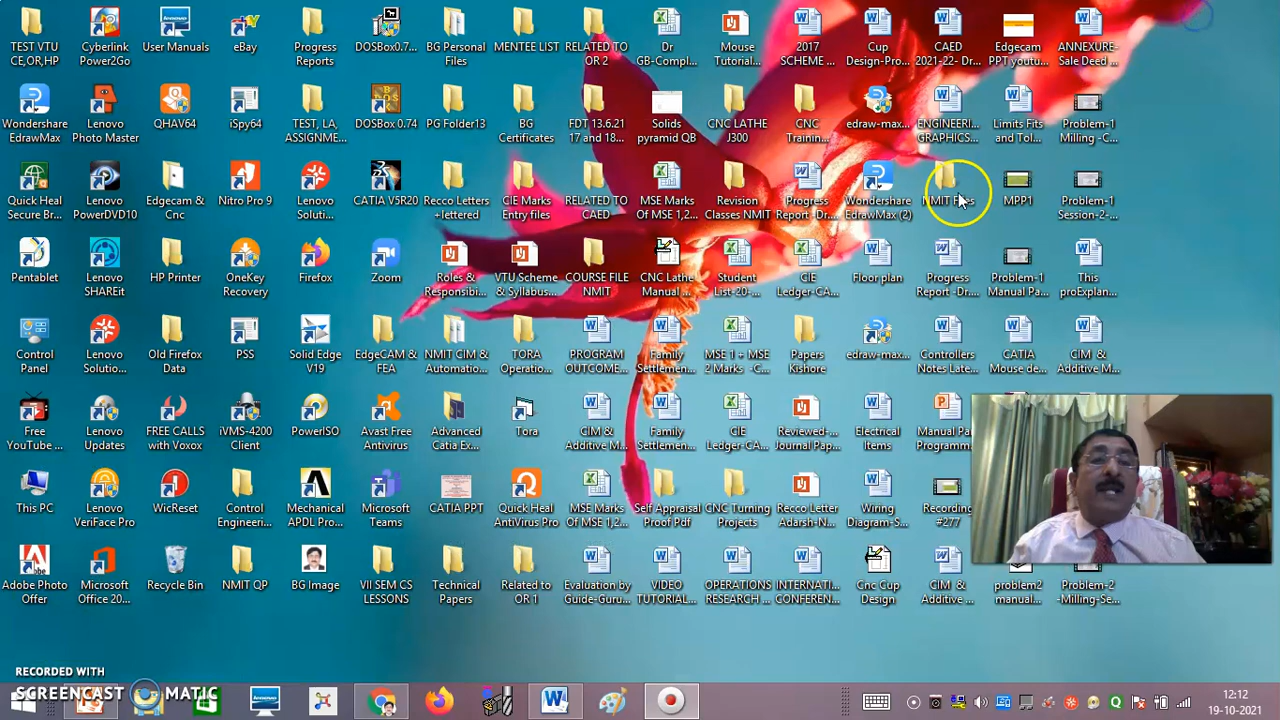 TEST VTU
CE,OR,HP
Cyberlink
Power2Go
User Manuals
eBay
Progress
Reports
DOSBox0.7...
BG Personal
Files
MENTEE LIST
RELATED TO
OR 2
Dr
GB-Compl...
Mouse
Tutorial...
2017
SCHEME ...
Cup
Design-Pro...
CAED
2021-22- Dr...
Edgecam
PPT youtu...
ANNEXURE-
Sale Deed ...
Wondershare
EdrawMax
Lenovo
Photo Master
QHAV64
iSpy64
TEST, LA,
ASSIGNME...
DOSBox 0.74
PG Folder13
BG
Certificates
FDT 13.6.21
17 and 18...
Solids
pyramid QB
CNC LATHE
J300
CNC
Trainin...
edraw-max...
ENGINEERI...
GRAPHICS...
Limits Fits
and Tol...
Problem-1
Milling -C...
Quick Heal
Secure Br...
Lenovo
PowerDVD10
Edgecam &
Cnc
Nitro Pro 9
Lenovo
Soluti...
CATIA V5R20
Recco Letters
+lettered
CIE Marks
Entry files
RELATED TO
CAED
MSE Marks
Of MSE 1,2...
Revision
Classes NMIT
Progress
Report -Dr...
Wondershare
EdrawMax (2)
NMIT
MPP1
Problem-1
Session-2-...
Pentablet
Lenovo
SHAREit
HP Printer
OneKey
Recovery
Firefox
Zoom
Roles &
Responsibi...
VTU Scheme
& Syllabus...
COURSE FILE
NMIT
CNC Lathe
Manual ...
Student
List-20-...
CIE
Ledger-CA...
Floor plan
Progress
Report -Dr...
Problem-1
Manual Pa...
This
proExplan...
Control
Panel
Lenovo
Solutio...
Old Firefox
Data
PSS
Solid Edge
V19
EdgeCAM &
FEA
NMIT CIM &
Automatio...
TORA
Operatio...
PROGRAM
OUTCOME...
Family
Settlemen...
MSE 1 + MSE
2 Marks -C...
Papers
Kishore
edraw-max...
Controllers
Notes Late...
CATIA
Mouse de...
CIM &
Additive M...
Free
YouTube ...
Lenovo
Updates
FREE CALLS
with Voxox
iVMS-4200
Client
PowerISO
Avast Free
Antivirus
Advanced
Catia Ex...
Tora
CIM &
Additive M...
Family
Settlemen...
CIE
Ledger-CA...
Reviewed-...
Journal Pap...
Electrical
Items
Manual Pa
Programm
This PC
Lenovo
VeriFace Pro
WicReset
Control
Engineeri...
Mechanical
APDL Pro...
Microsoft
Teams
CATIA PPT
Quick Heal
AntiVirus Pro
MSE Marks
Of MSE 1,2...
Self Appraisal
Proof Pdf
CNC Turning
Projects
Recco Letter
Adarsh-N...
Wiring
Diagram-S...
Recording
#277
Adobe Photo
Offer
Microsoft
Office 20...
Recycle Bin
NMIT QP
BG Image
VII SEM CS
LESSONS
Technical
Papers
Related to
OR 1
Evaluation by
Guide-Guru...
VIDEO
TUTORIAL...
OPERATIONS
RESEARCH ...
INTERNATI...
CONFEREN...
Cnc Cup
Design
CIM &
Additive ...
problem2
manual...
Problem-2
-Milling-Se...
RECORDED WITH
SCREENCAST MATIC
12:12
19-10-2021